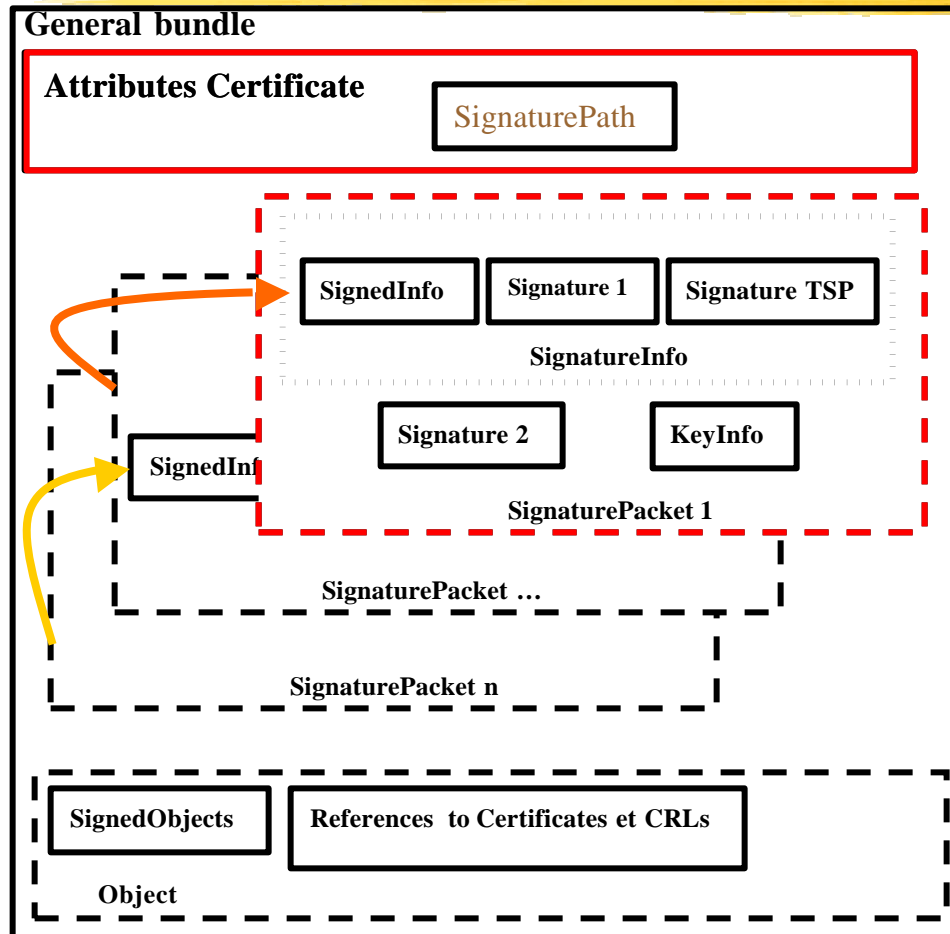 General bundle
Attributes Certificate
SignaturePath
SignedInfo
Signature 1
Signature TSP
SignatureInfo
Signature 2
KeyInfo
SignedInf
SignaturePacket 1
SignaturePacket …
SignaturePacket n
SignedObjects
References to Certificates et CRLs
Object